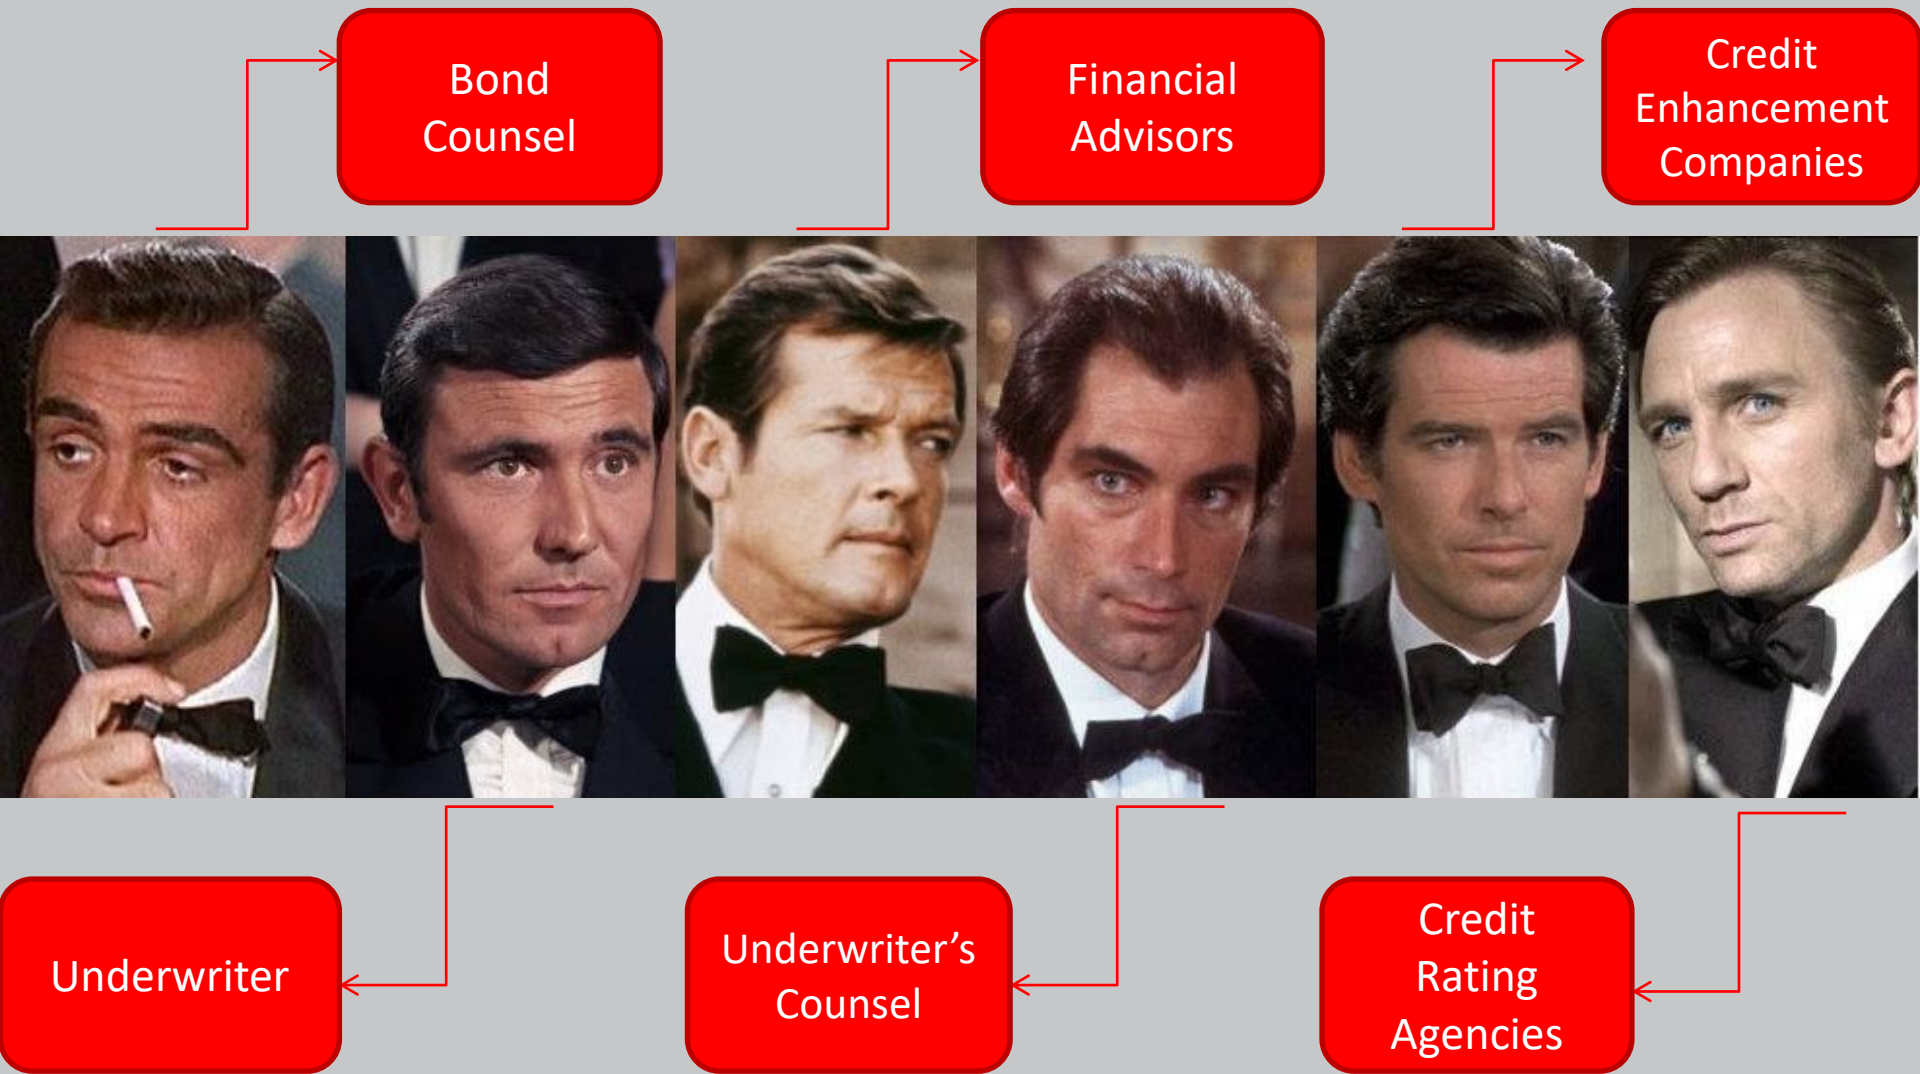 Bond
Counsel
Financial
Advisors
Credit
Enhancement
Companies
Underwriter
Underwriter’s
Counsel
Credit
Rating
Agencies